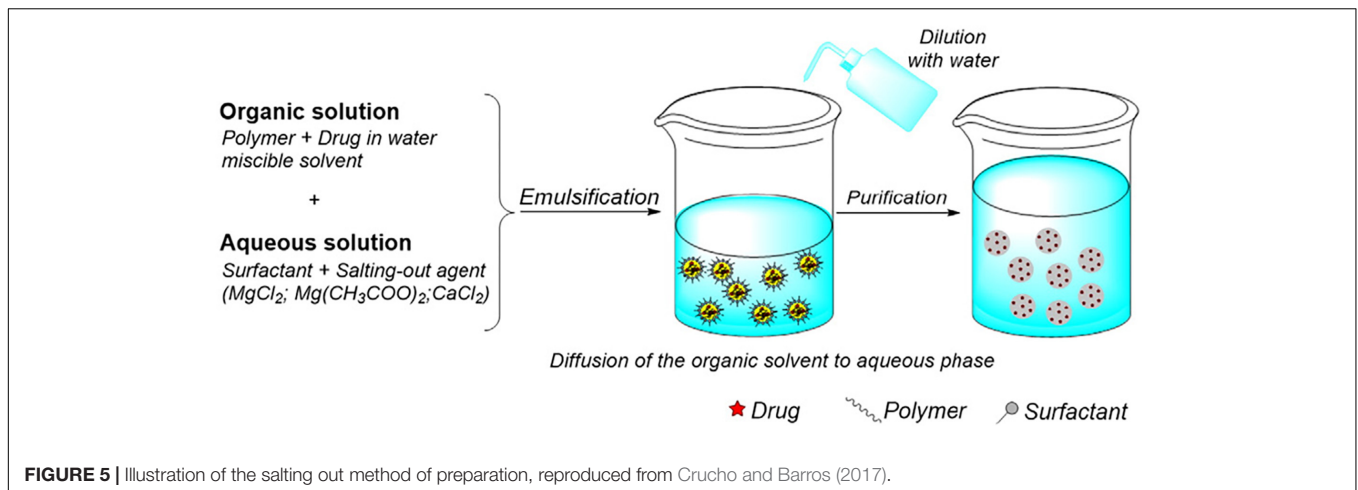 Dilution
with water
Organic solution
Polymer + Drug in water
miscible solvent
+
Aqueous solution
Surfactant + Salting-out agent
(MgCl₂; Mg(CH₃COO)₂;CaCl₂)
Emulsification
Purification
Diffusion of the organic solvent to aqueous phase
Drug Polymer Surfactant
FIGURE 5 | Illustration of the salting out method of preparation, reproduced from Crucho and Barros (2017).